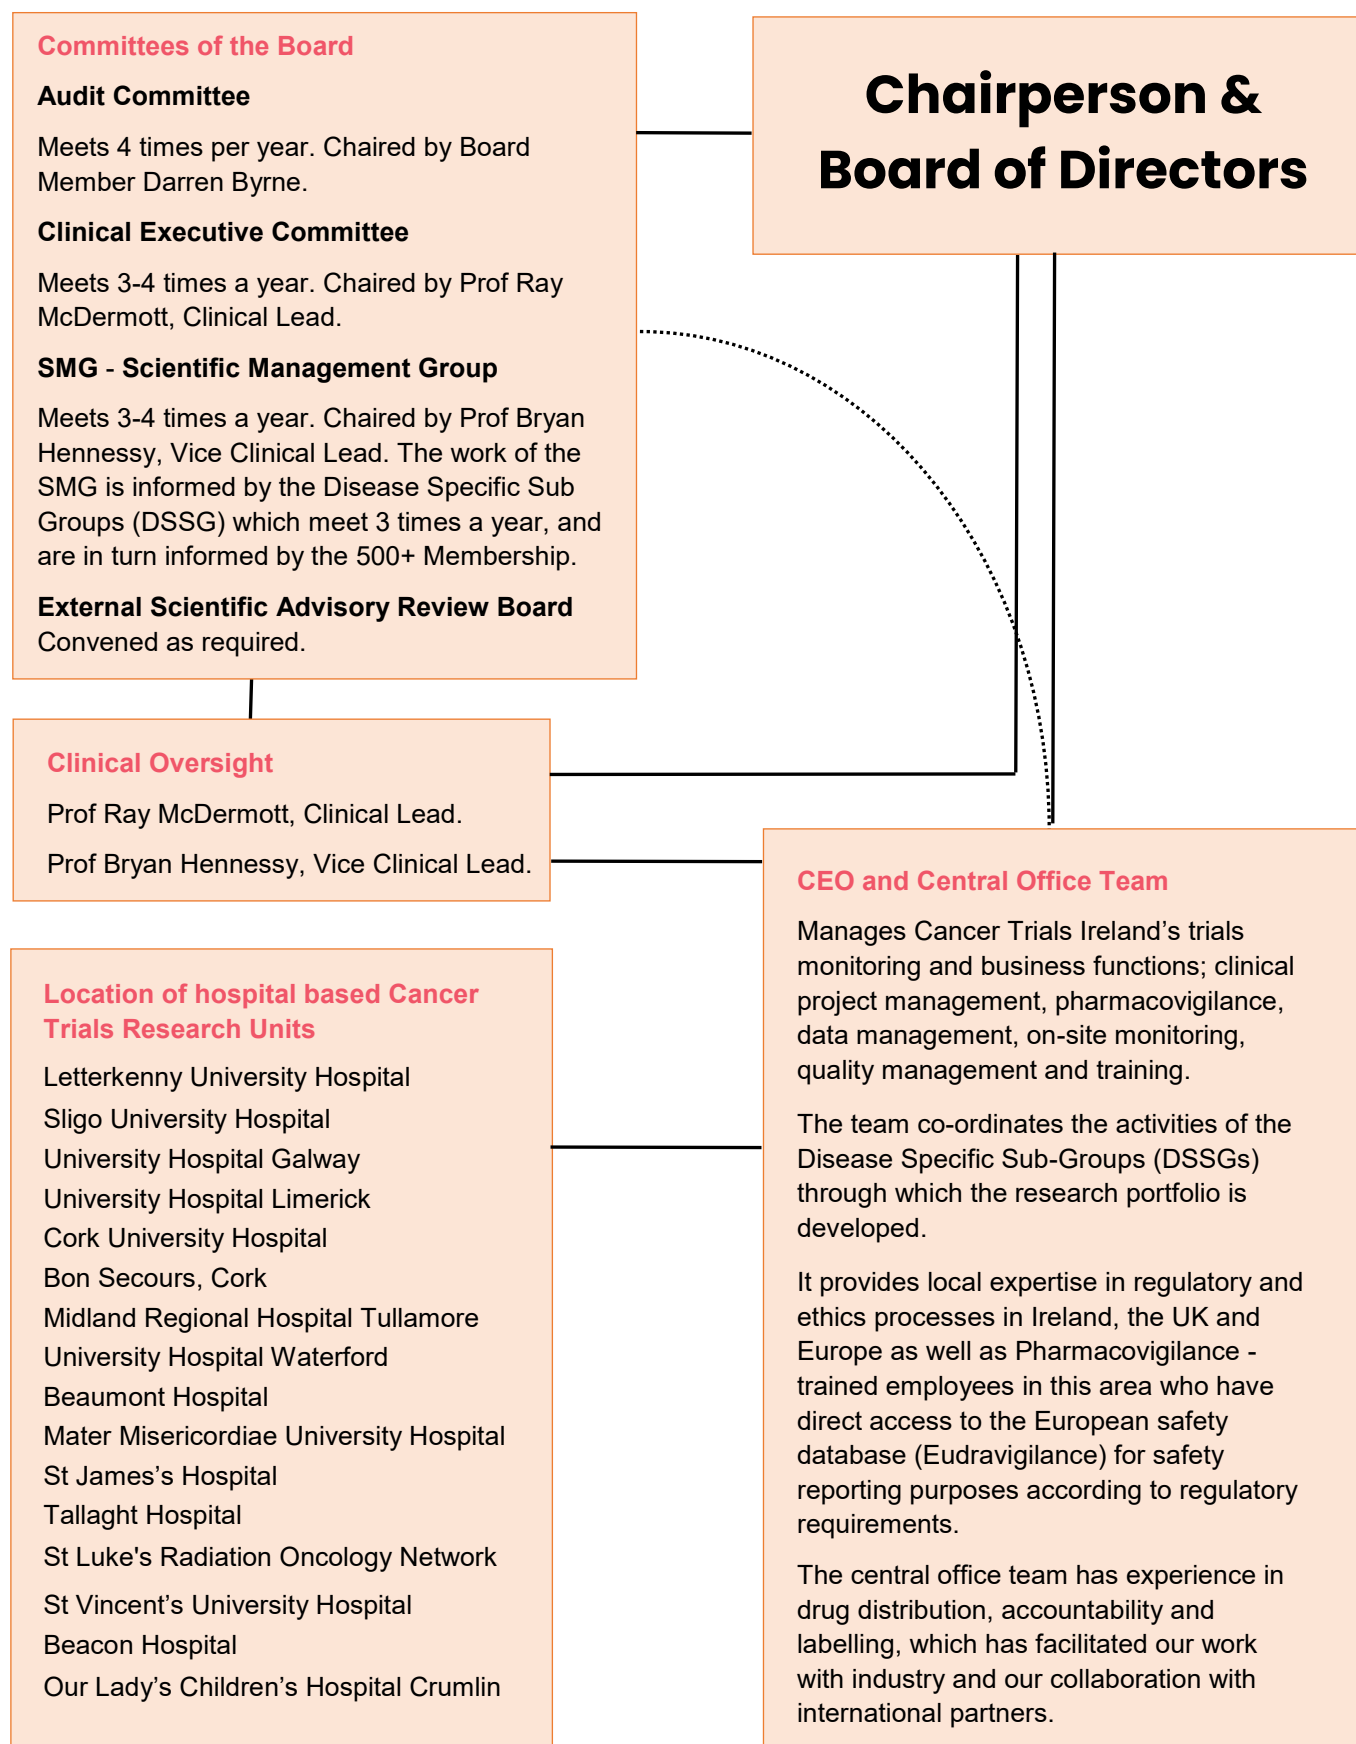 Committees of the Board
Audit Committee
Meets 4 times per year. Chaired by Board
Member Darren Byrne.
Clinical Executive Committee
Meets 3-4 times a year. Chaired by Prof Ray
McDermott, Clinical Lead.
SMG - Scientific Management Group
Meets 3-4 times a year. Chaired by Prof Bryan
Hennessy, Vice Clinical Lead. The work of the
SMG is informed by the Disease Specific Sub
Groups (DSSG) which meet 3 times a year, and
are in turn informed by the 500+ Membership.
External Scientific Advisory Review Board
Convened as required.
Chairperson &
Board of Directors
Clinical Oversight
Prof Ray McDermott, Clinical Lead.
Prof Bryan Hennessy, Vice Clinical Lead.
Location of hospital based Cancer
Trials Research Units
Letterkenny University Hospital
Sligo University Hospital
University Hospital Galway
University Hospital Limerick
Cork University Hospital
Bon Secours, Cork
Midland Regional Hospital Tullamore
University Hospital Waterford
Beaumont Hospital
Mater Misericordiae University Hospital
St James’s Hospital
Tallaght Hospital
St Luke's Radiation Oncology Network
St Vincent’s University Hospital
Beacon Hospital
Our Lady’s Children’s Hospital Crumlin
CEO and Central Office Team
Manages Cancer Trials Ireland’s trials
monitoring and business functions; clinical
project management, pharmacovigilance,
data management, on-site monitoring,
quality management and training.
The team co-ordinates the activities of the
Disease Specific Sub-Groups (DSSGs)
through which the research portfolio is
developed.
It provides local expertise in regulatory and
ethics processes in Ireland, the UK and
Europe as well as Pharmacovigilance -
trained employees in this area who have
direct access to the European safety
database (Eudravigilance) for safety
reporting purposes according to regulatory
requirements.
The central office team has experience in
drug distribution, accountability and
labelling, which has facilitated our work
with industry and our collaboration with
international partners.